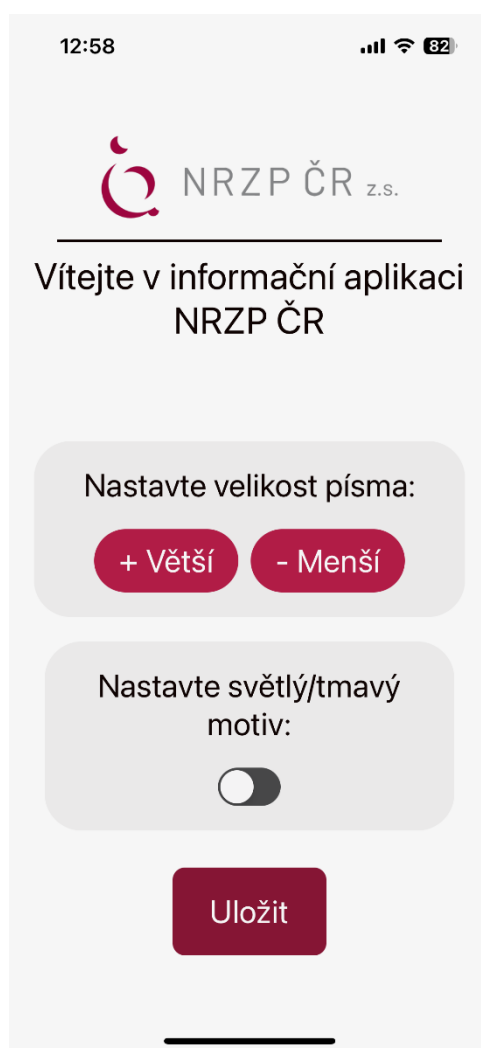 12:58
82
NRZP ČR z.s.
Vítejte v informační aplikaci
NRZP ČR
Nastavte velikost písma:
+ Větší
- Menší
Nastavte světlý/tmavý
motiv:
Uložit